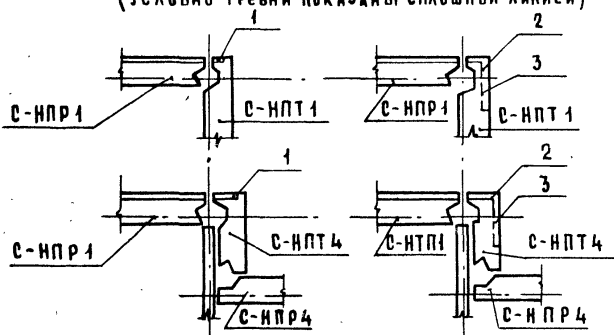 (УСЛОВНО ГРЕБНИ ПОКАЗАНЫ СПЛОШНОЙ ЛИНИЕЙ)
1
2
3
С-НПР1
С-НПТ1
С-НПР1
С-НПТ1
1
2
3
С-НПР1
С-НПТ4
С-НТП1
С-НПТ4
С-НПР4
С-НПР4